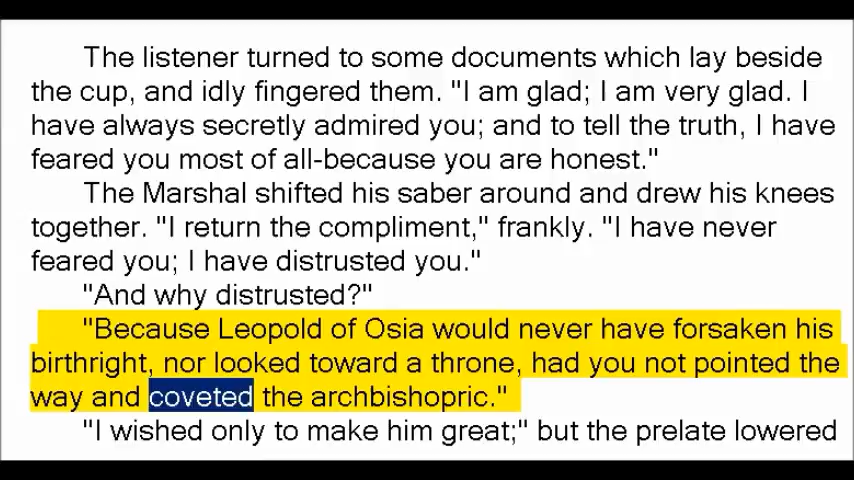 The listener turned to some documents which lay beside
the cup, and idly fingered them. "I am glad; I am very glad. I
have always secretly admired you; and to tell the truth, I have
feared you most of all-because you are honest."
The Marshal shifted his saber around and drew his knees
together. "I return the compliment," frankly. "I have never
feared you; I have distrusted you."
"And why distrusted?"
"Because Leopold of Osia would never have forsaken his
birthright, nor looked toward a throne, had you not pointed the
way and coveted the archbishopric."
"I wished only to make him great;" but the prelate lowered